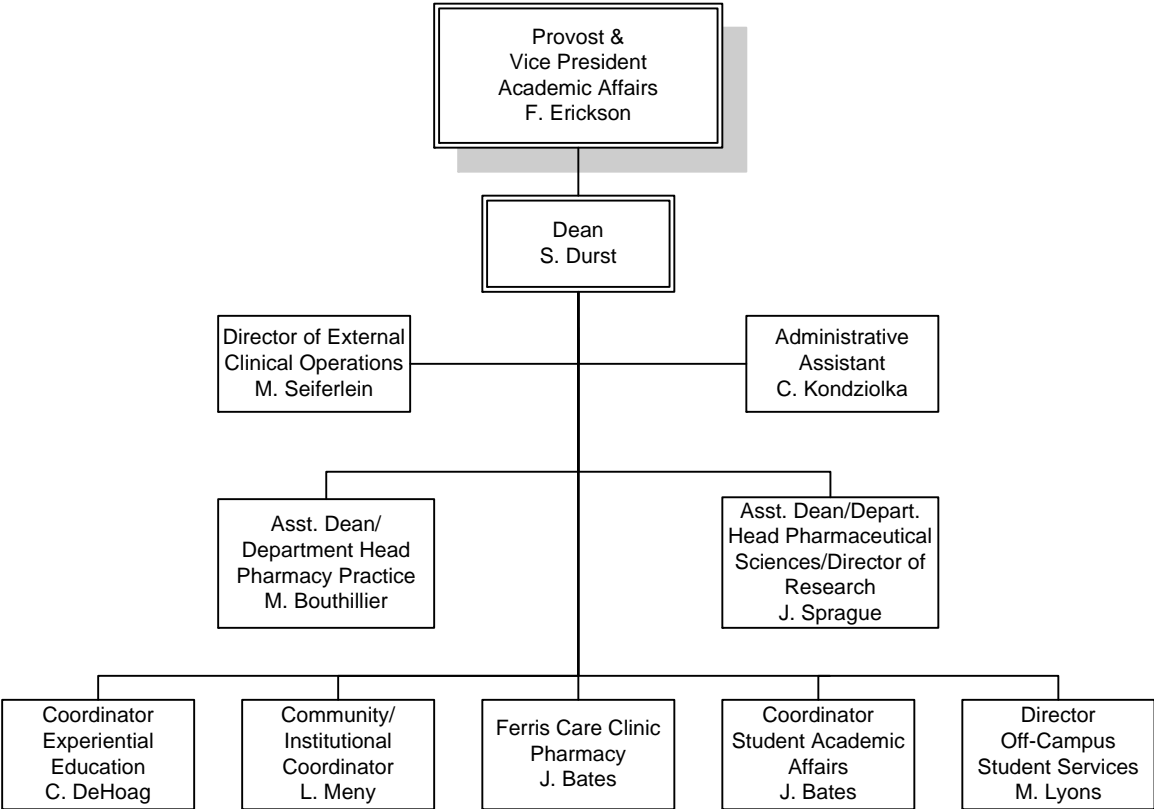 Provost &
Vice President
Academic Affairs
F. Erickson
Dean
S. Durst
Director of External
Clinical Operations
M. Seiferlein
Administrative
Assistant
C. Kondziolka
Asst. Dean/
Department Head
Pharmacy Practice
M. Bouthillier
Asst. Dean/Depart.
Head Pharmaceutical
Sciences/Director of
Research
J. Sprague
Coordinator
Experiential
Education
C. DeHoag
Community/
Institutional
Coordinator
L. Meny
Ferris Care Clinic
Pharmacy
J. Bates
Coordinator
Student Academic
Affairs
J. Bates
Director
Off-Campus
Student Services
M. Lyons